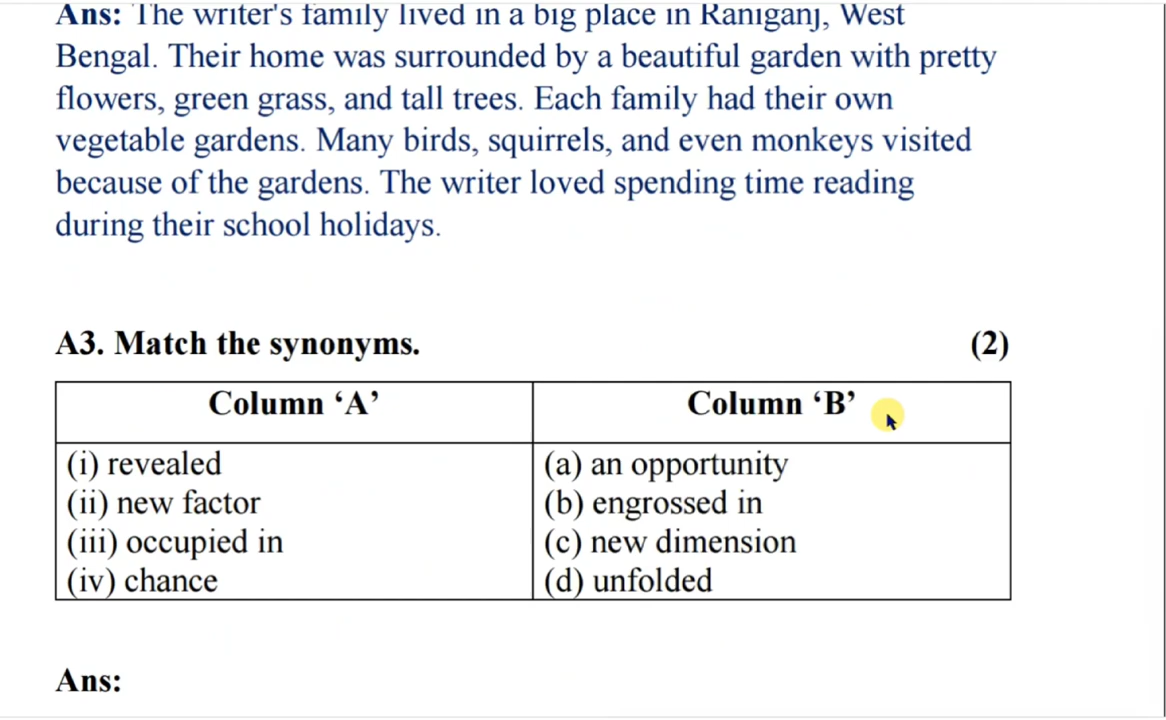 Ans: The writer's family lived in a big place in Raniganj, West
Bengal. Their home was surrounded by a beautiful garden with pretty
flowers, green grass, and tall trees. Each family had their own
vegetable gardens. Many birds, squirrels, and even monkeys visited
because of the gardens. The writer loved spending time reading
during their school holidays.
A3. Match the synonyms. (2)
Column ‘A’ Column ‘B’
(i) revealed (a) an opportunity
(ii) new factor (b) engrossed in
(iii) occupied in (c) new dimension
(iv) chance (d) unfolded
Ans: